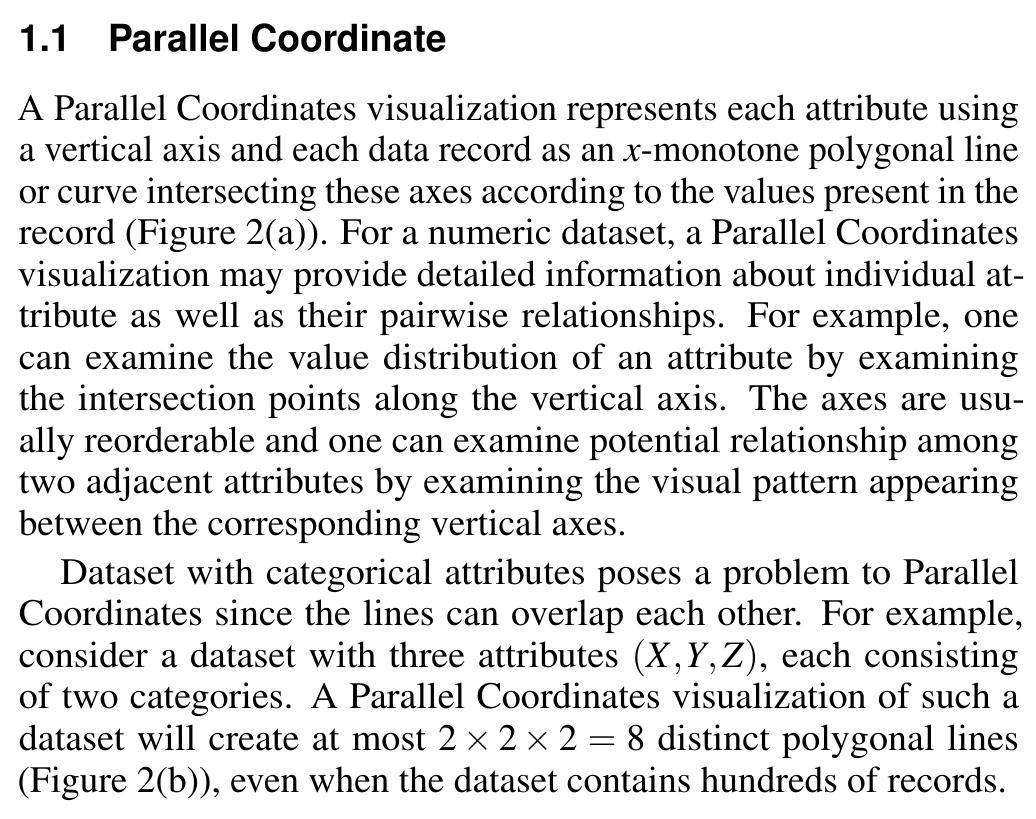 1.1 Parallel Coordinate
A Parallel Coordinates visualization represents each attribute using
a vertical axis and each data record as an x-monotone polygonal line
or curve intersecting these axes according to the values present in the
record (Figure 2(a)). For a numeric dataset, a Parallel Coordinates
visualization may provide detailed information about individual at-
tribute as well as their pairwise relationships. For example, one
can examine the value distribution of an attribute by examining
the intersection points along the vertical axis. The axes are usu-
ally reorderable and one can examine potential relationship among
two adjacent attributes by examining the visual pattern appearing
between the corresponding vertical axes.
Dataset with categorical attributes poses a problem to Parallel
Coordinates since the lines can overlap each other. For example,
consider a dataset with three attributes (X,Y,Z), each consisting
of two categories. A Parallel Coordinates visualization of such a
dataset will create at most 2 × 2 × 2 = 8 distinct polygonal lines
(Figure 2(b)), even when the dataset contains hundreds of records.